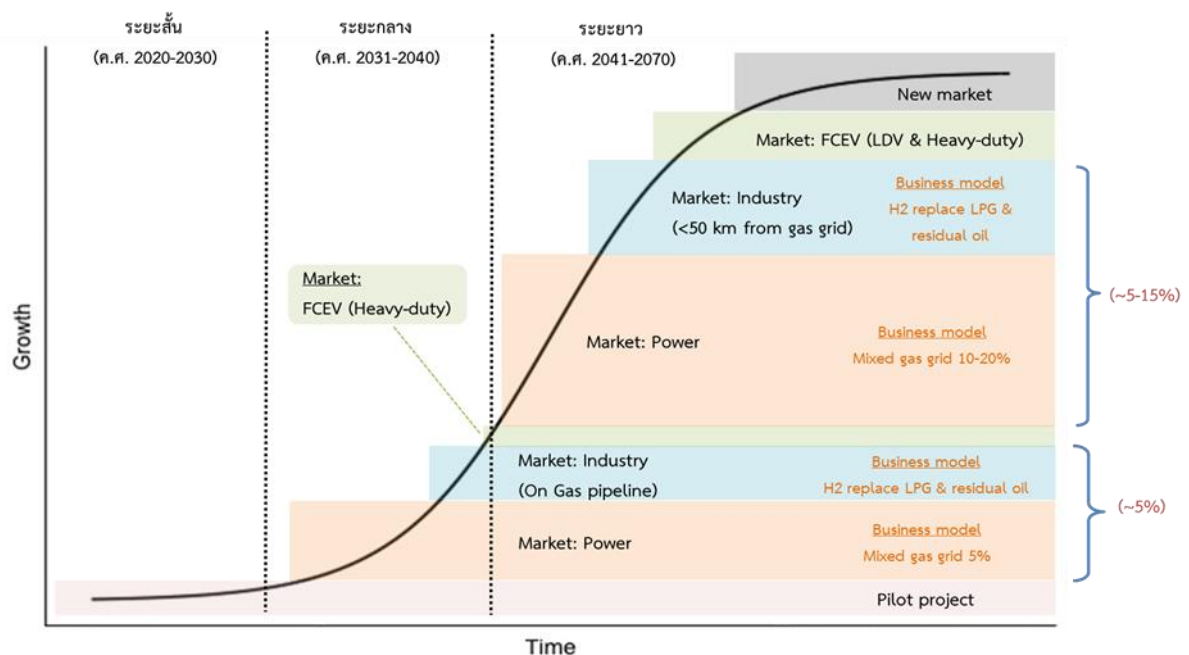 ระยะสั้น
(ค.ศ. 2020-2030)
ระยะกลาง
(ค.ศ. 2031-2040)
ระยะยาว
(ค.ศ. 2041-2070)
New market
Market: FCEV (LDV & Heavy-duty)
Market: Industry
(<50 km from gas grid)
Business model
H2 replace LPG &
residual oil
(~5-15%)
Market:
FCEV (Heavy-duty)
Market: Power
Business model
Mixed gas grid 10-20%
Market: Industry
(On Gas pipeline)
Business model
H2 replace LPG & residual oil
(~5%)
Market: Power
Business model
Mixed gas grid 5%
Pilot project
Growth
Time